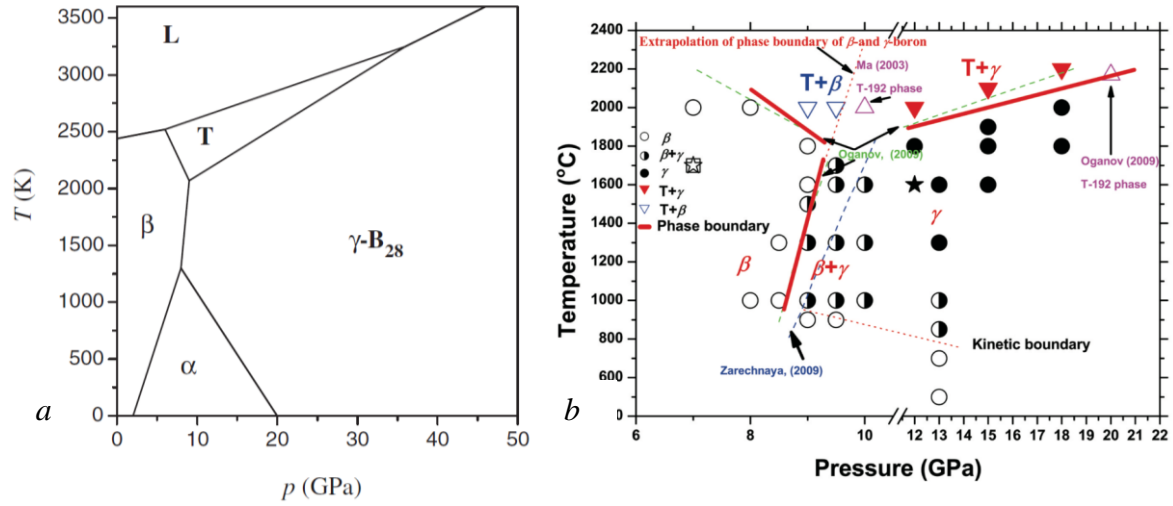 L
T
β
α
γ-B28
T (K)
3500
3000
2500
2000
1500
1000
500
0
0 10 20 30 40 50
p (GPa)
a
Extrapolation of phase boundary of β-and γ-boron
Ma (2003)
T-192 phase
T+β
T+γ
Oganov, (2009)
Oganov (2009)
T-192 phase
β
β+γ
γ
T+γ
T+β
Phase boundary
β
β+γ
γ
Kinetic boundary
Zarechnaya, (2009)
Temperature (°C)
2400
2200
2000
1800
1600
1400
1200
1000
800
600
400
200
0
6 8 10 12 13 14 15 16 17 18 19 20 21 22
Pressure (GPa)
b